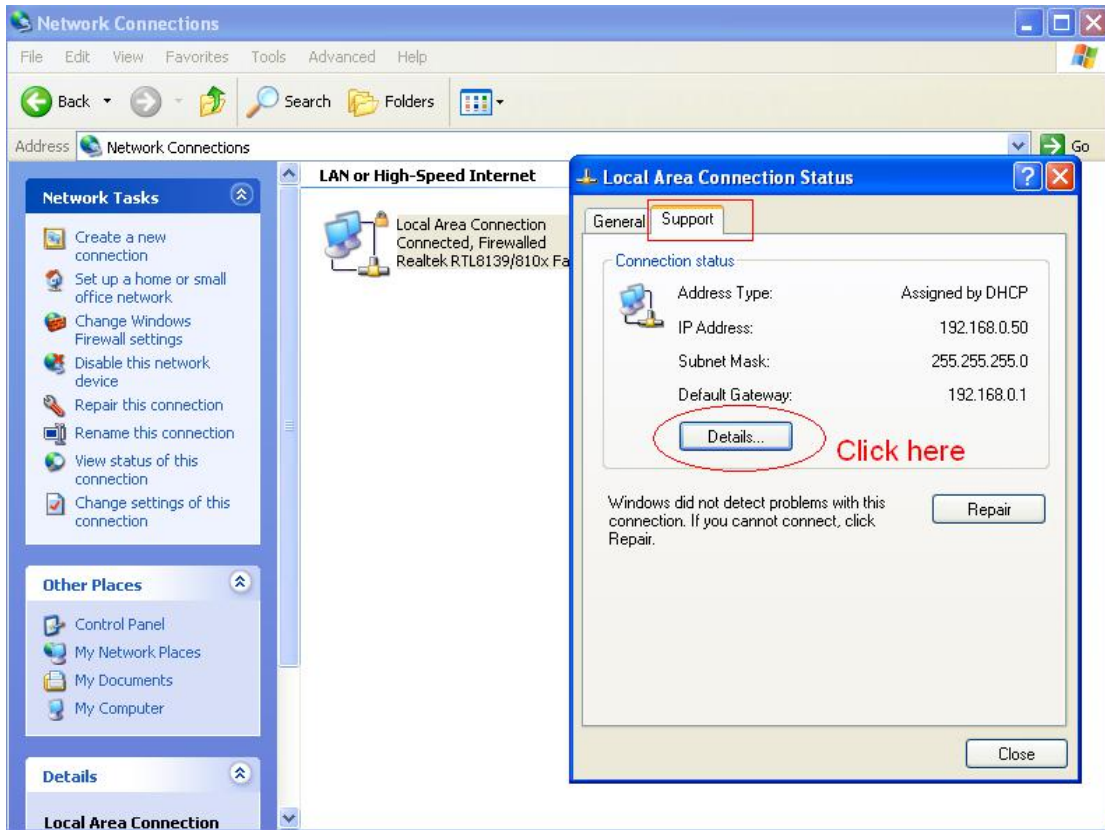 Network Connections
File Edit View Favorites Tools Advanced Help
Back Search Folders
Address Network Connections Go
Network Tasks
Create a new
connection
Set up a home or small
office network
Change Windows
Firewall settings
Disable this network
device
Repair this connection
Rename this connection
View status of this
connection
Change settings of this
connection
Other Places
Control Panel
My Network Places
My Documents
My Computer
Details
Local Area Connection
LAN or High-Speed Internet
Local Area Connection
Connected, Firewalled
Realtek RTL8139/810x Fa
Local Area Connection Status
General Support
Connection status
Address Type: Assigned by DHCP
IP Address: 192.168.0.50
Subnet Mask: 255.255.255.0
Default Gateway: 192.168.0.1
Details...
Click here
Windows did not detect problems with this
connection. If you cannot connect, click
Repair.
Repair
Close